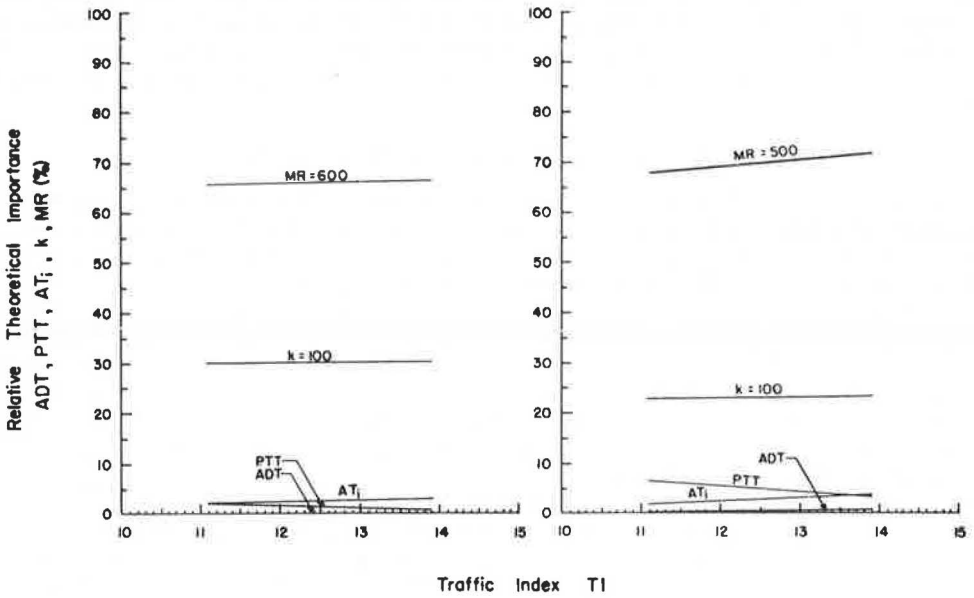 Relative Theoretical Importance
ADT, PTT, ATi, k, MR (%)
100
90
80
70
60
50
40
30
20
10
0
10 11 12 13 14 15
MR=600
k=100
PTT
ADT
ATi
100
90
80
70
60
50
40
30
20
10
0
10 11 12 13 14 15
MR=500
k=100
ADT
PTT
ATi
Traffic Index TI